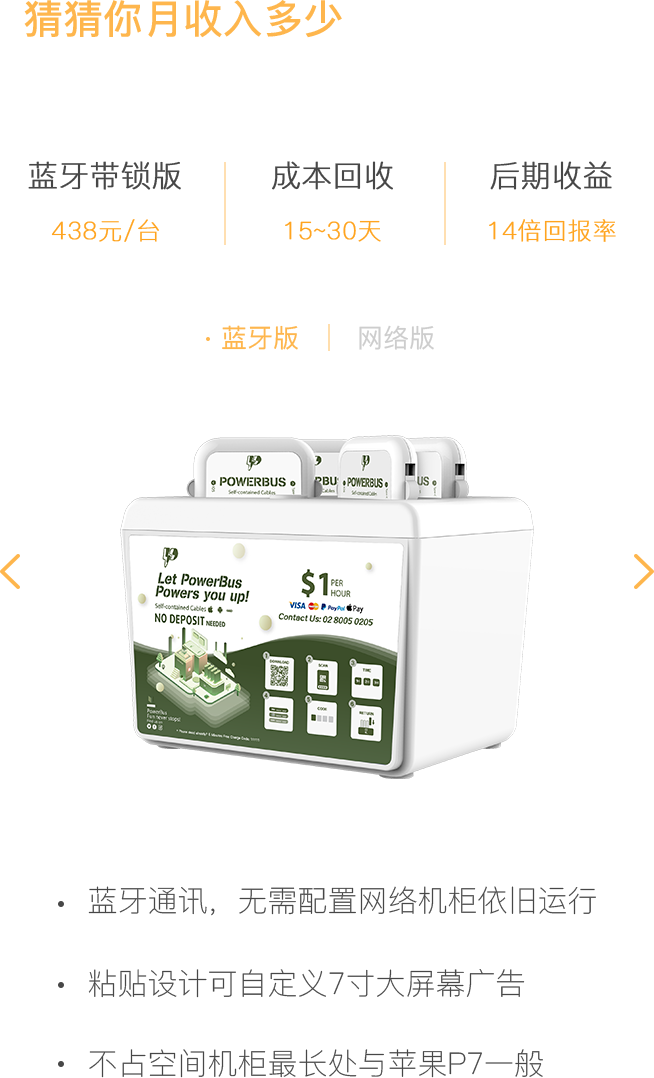 猜猜你月收入多少
蓝牙带锁版
438元/台
成本回收
15~30天
后期收益
14倍回报率
· 蓝牙版
网络版
POWERBUS
Self-contained Cables
POWERBUS
Let PowerBus
Powers you up!
Self-contained Cables
NO DEPOSIT NEEDED
$1 PER
HOUR
VISA PayPal Pay
Contact Us: 02 8005 0205
DOWNLOAD
SCAN
TIME
CODE
RETURN
PowerBus
Fun never stops!
• 蓝牙通讯，无需配置网络机柜依旧运行
• 粘贴设计可自定义7寸大屏幕广告
• 不占空间机柜最长处与苹果P7一般